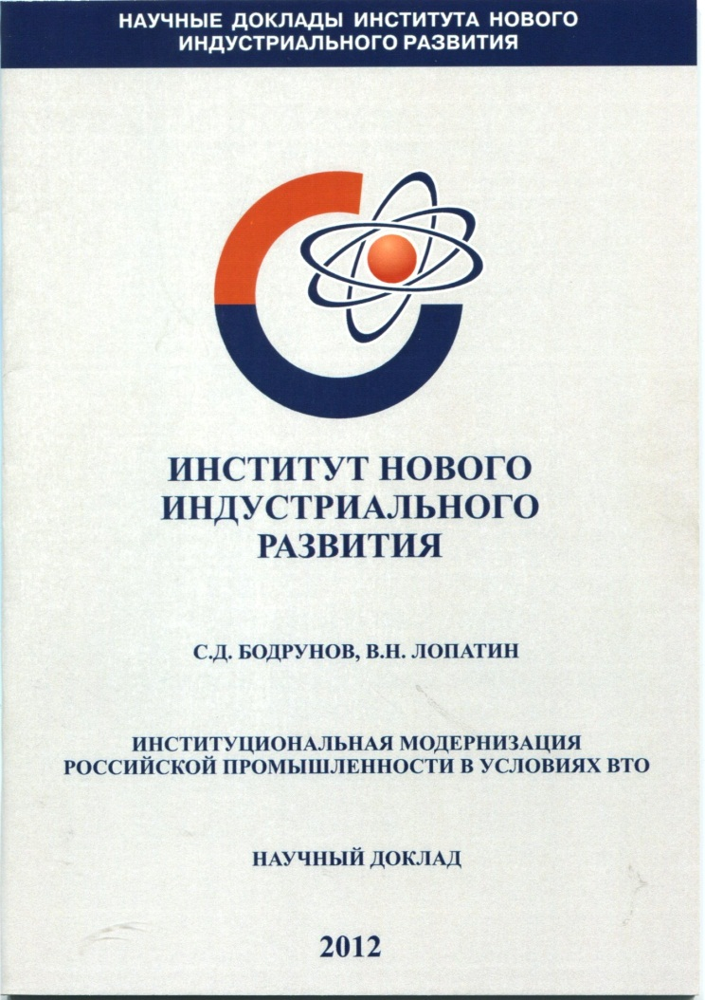 НАУЧНЫЕ ДОКЛАДЫ ИНСТИТУТА НОВОГО
ИНДУСТРИАЛЬНОГО РАЗВИТИЯ
ИНСТИТУТ НОВОГО
ИНДУСТРИАЛЬНОГО
РАЗВИТИЯ
С.Д. БОДРУНОВ, В.Н. ЛОПАТИН
ИНСТИТУЦИОНАЛЬНАЯ МОДЕРНИЗАЦИЯ
РОССИЙСКОЙ ПРОМЫШЛЕННОСТИ В УСЛОВИЯХ ВТО
НАУЧНЫЙ ДОКЛАД
2012